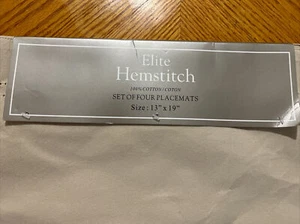 Elite
Hemstitch
100%COTTON/COTON
SET OF FOUR PLACEMATS
Size: 13" x 19"